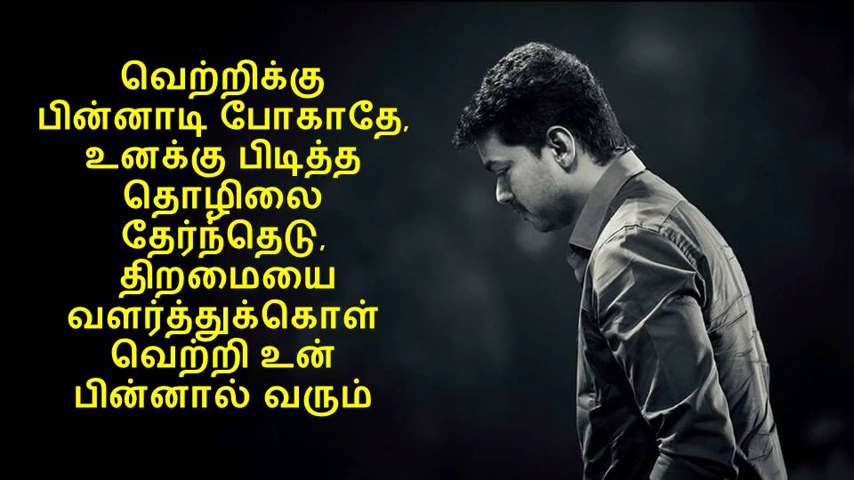 வெற்றிக்கு
பின்னாடி போகாதே,
உனக்கு பிடித்த
தொழிலை
தேர்ந்தெடு,
திறமையை
வளர்த்துக்கொள்
வெற்றி உன்
பின்னால் வரும்